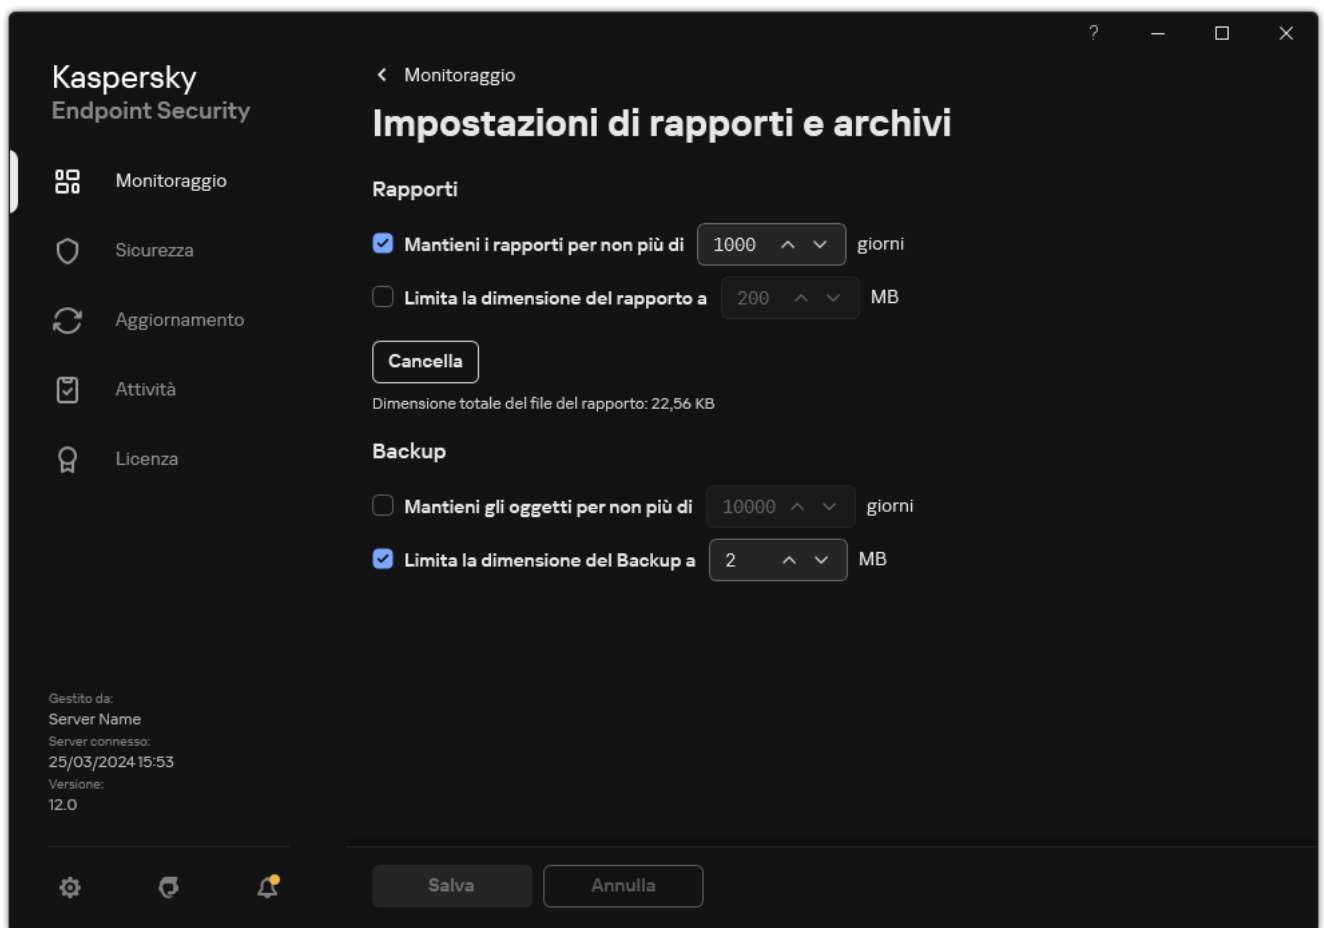 ?
Kaspersky
Endpoint Security
Monitoraggio
Sicurezza
Aggiornamento
Attività
Licenza
Gestito da:
Server Name
Server connesso:
25/03/2024 15:53
Versione:
12.0
Monitoraggio
Impostazioni di rapporti e archivi
Rapporti
Mantieni i rapporti per non più di 1000 giorni
Limita la dimensione del rapporto a 200 MB
Cancella
Dimensione totale del file del rapporto: 22,56 KB
Backup
Mantieni gli oggetti per non più di 10000 giorni
Limita la dimensione del Backup a 2 MB
Salva Annulla